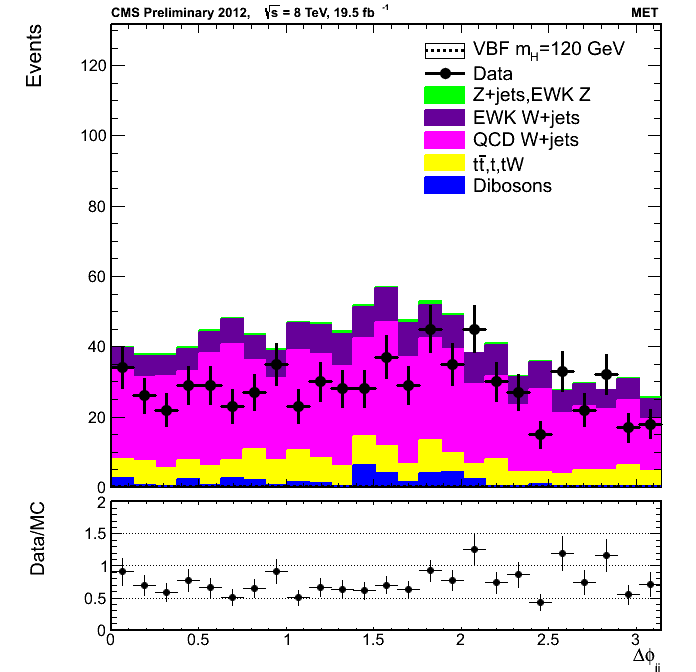 CMS Preliminary 2012, √s = 8 TeV, 19.5 fb⁻¹ MET
Events
VBF m_H=120 GeV
Data
Z+jets,EWK Z
EWK W+jets
QCD W+jets
tt̄,t,tW
Dibosons
120
100
80
60
40
20
0
Data/MC
2
1.5
1
0.5
0
0 0.5 1 1.5 2 2.5 3
Δϕ_jj